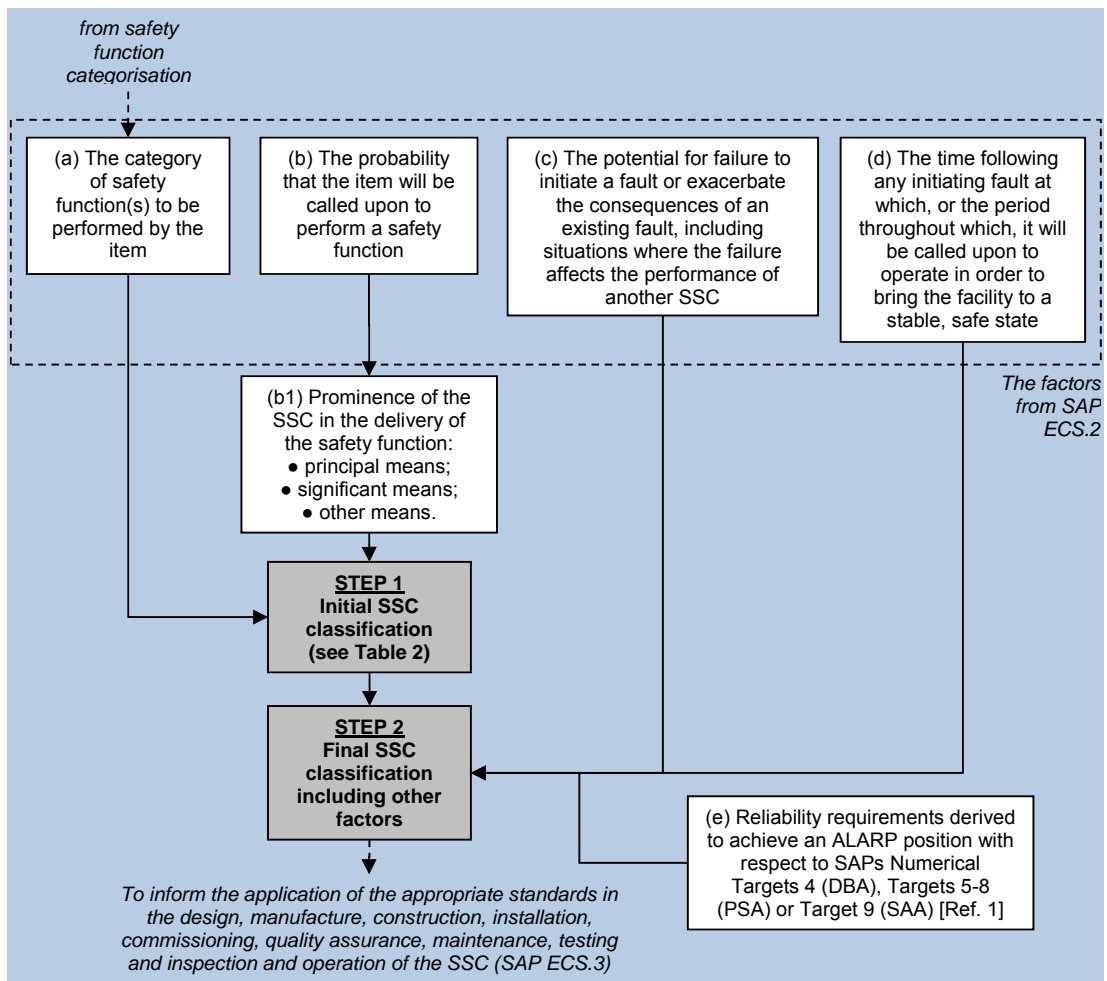 from safety
function
categorisation
(a) The category
of safety
function(s) to be
performed by the
item
(b) The probability
that the item will be
called upon to
perform a safety
function
(c) The potential for failure to
initiate a fault or exacerbate
the consequences of an
existing fault, including
situations where the failure
affects the performance of
another SSC
(d) The time following
any initiating fault at
which, or the period
throughout which, it will
be called upon to
operate in order to
bring the facility to a
stable, safe state
The factors
from SAP
ECS.2
(b1) Prominence of the
SSC in the delivery of
the safety function:
● principal means;
● significant means;
● other means.
STEP 1
Initial SSC
classification
(see Table 2)
STEP 2
Final SSC
classification
including other
factors
(e) Reliability requirements derived
to achieve an ALARP position with
respect to SAPs Numerical
Targets 4 (DBA), Targets 5-8
(PSA) or Target 9 (SAA) [Ref. 1]
To inform the application of the appropriate standards in
the design, manufacture, construction, installation,
commissioning, quality assurance, maintenance, testing
and inspection and operation of the SSC (SAP ECS.3)